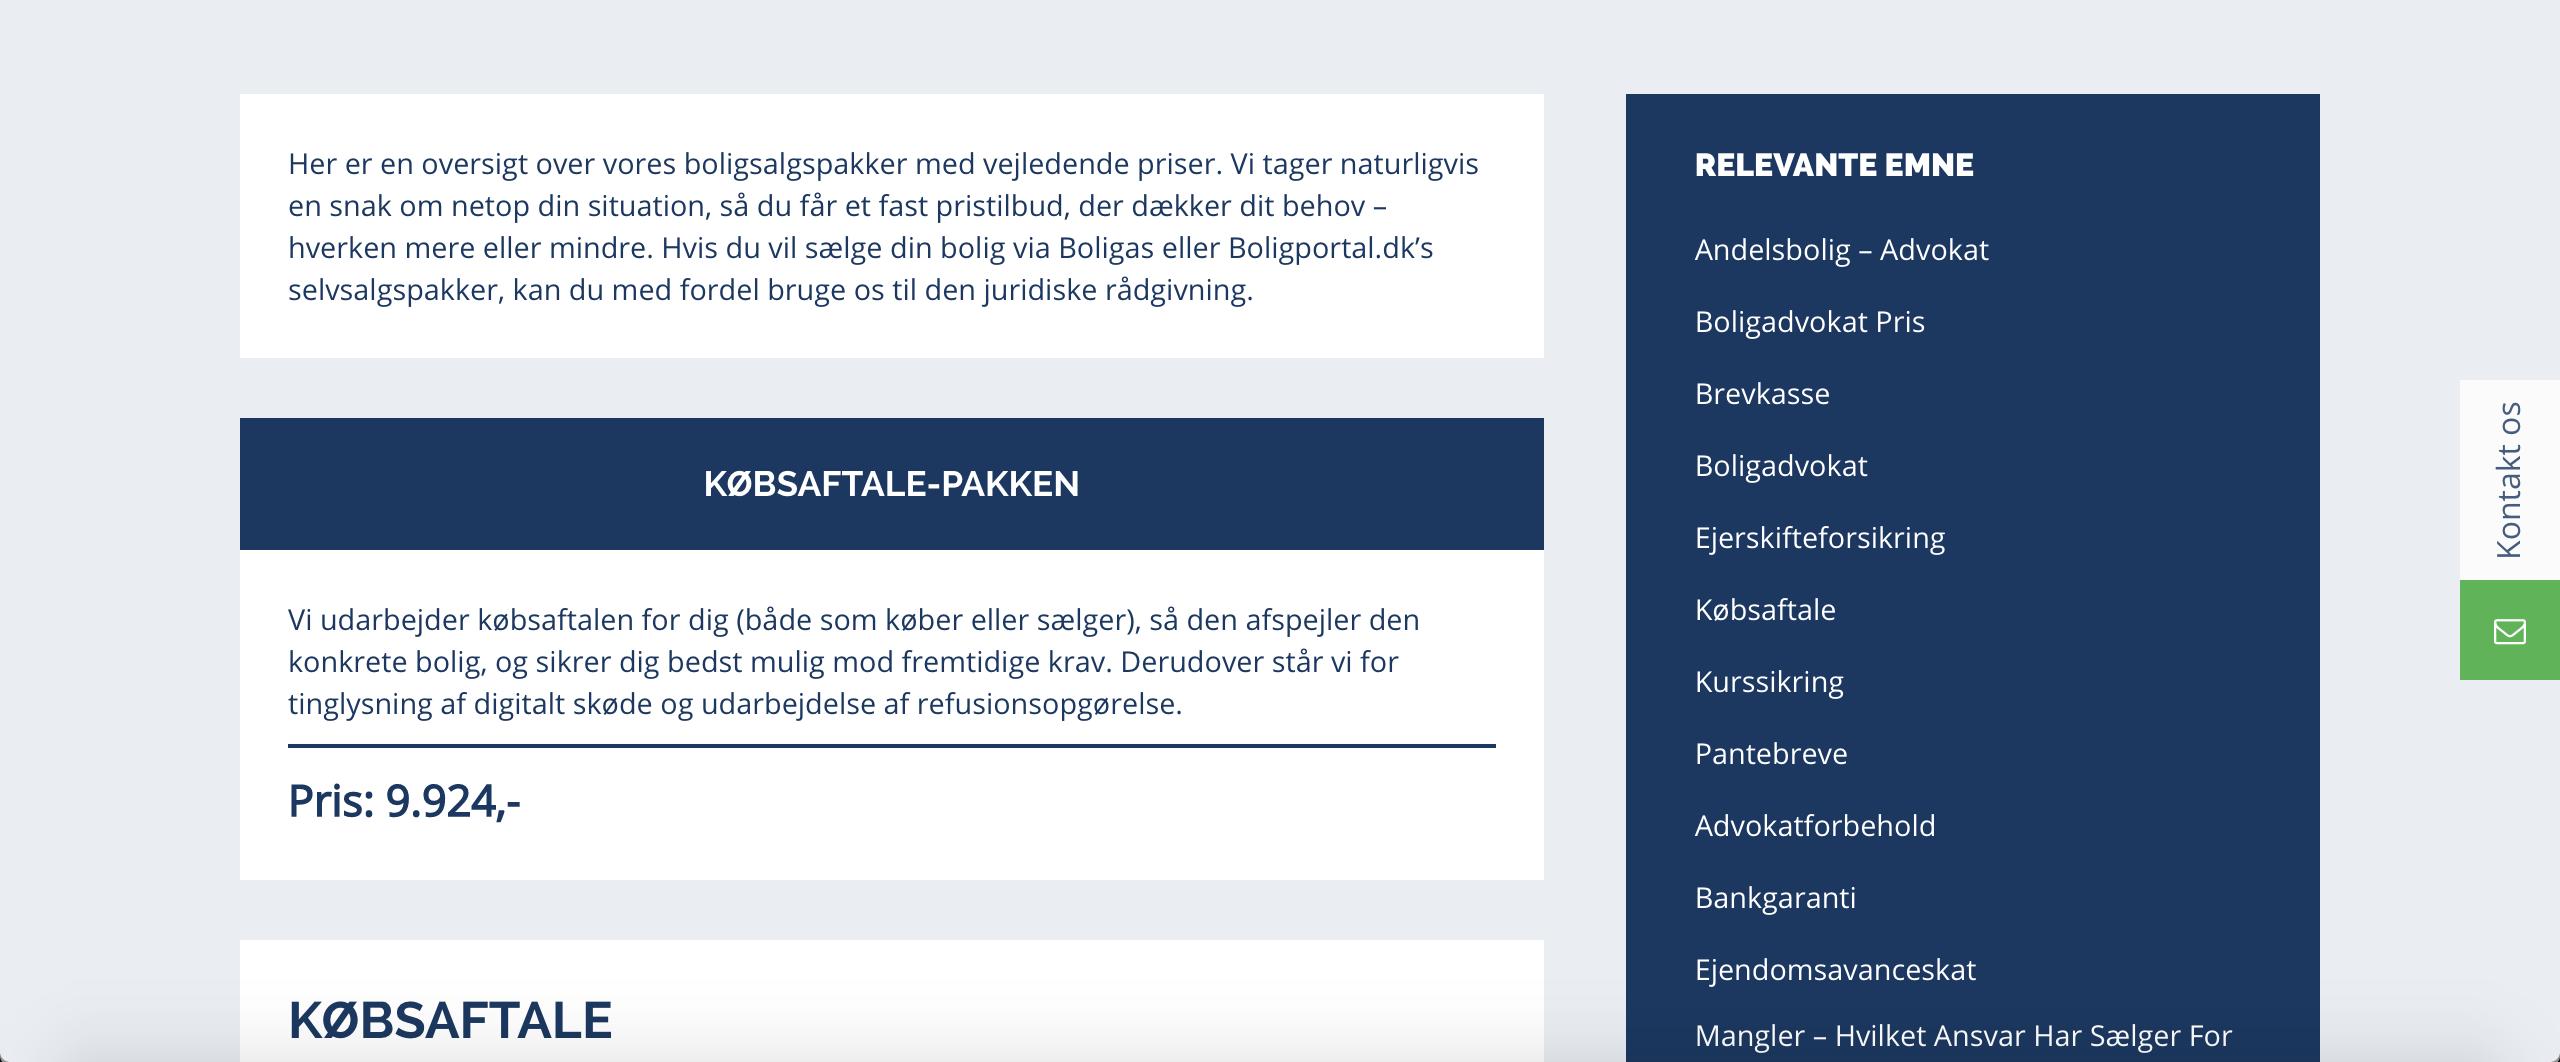 Her er en oversigt over vores boligsalgspakker med vejledende priser. Vi tager naturligvis
en snak om netop din situation, så du får et fast pristilbud, der dækker dit behov –
hverken mere eller mindre. Hvis du vil sælge din bolig via Boligas eller Boligportal.dk’s
selvsalgspakker, kan du med fordel bruge os til den juridiske rådgivning.
KØBSAFTALE-PAKKEN
Vi udarbejder købsaftalen for dig (både som køber eller sælger), så den afspejler den
konkrete bolig, og sikrer dig bedst mulig mod fremtidige krav. Derudover står vi for
tinglysning af digitalt skøde og udarbejdelse af refusionsopgørelse.
Pris: 9.924,-
KØBSAFTALE
RELEVANTE EMNE
Andelsbolig – Advokat
Boligadvokat Pris
Brevkasse
Boligadvokat
Ejerskifteforsikring
Købsaftale
Kurssikring
Pantebreve
Advokatforbehold
Bankgaranti
Ejendomsavanceskat
Mangler – Hvilket Ansvar Har Sælger For
Kontakt os